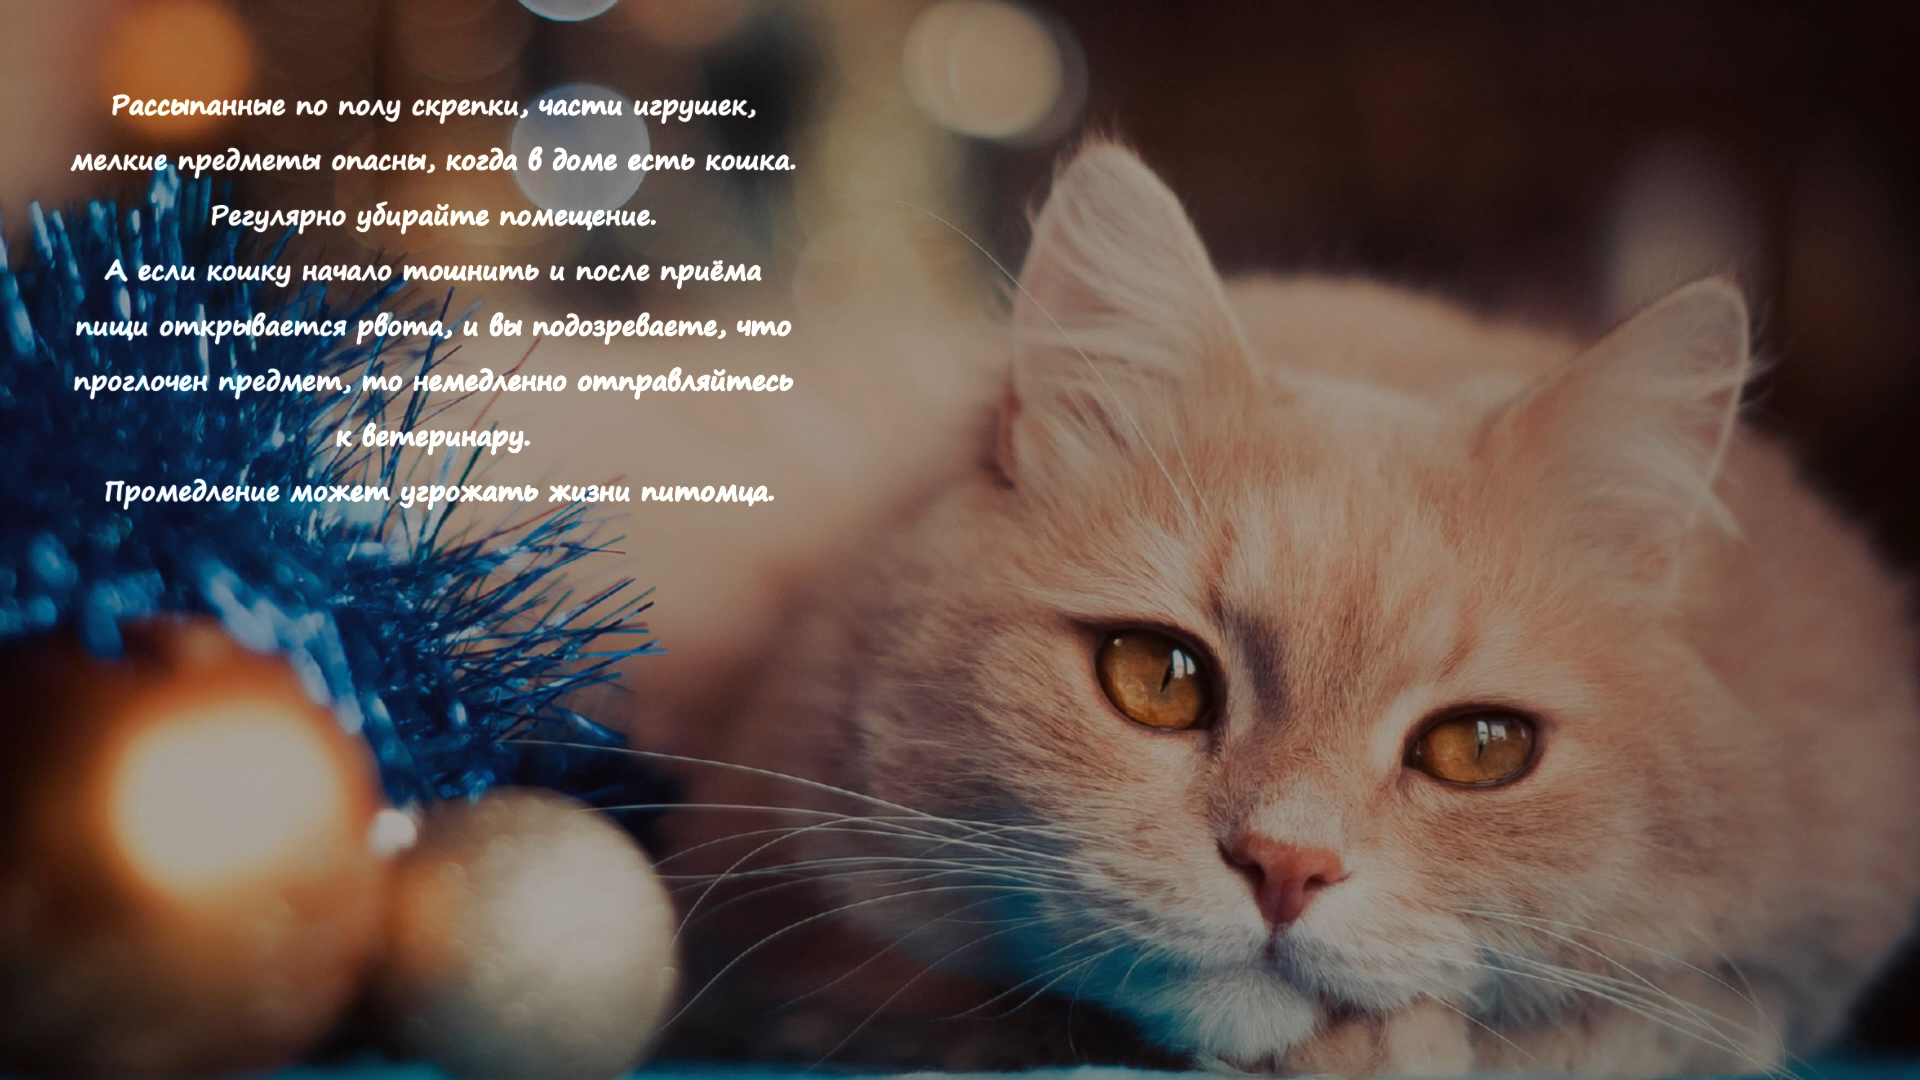 Рассыпанные по полу скрепки, части игрушек,
мелкие предметы опасны, когда в доме есть кошка.
Регулярно убирайте помещение.
А если кошку начало тошнить и после приёма
пищи открывается рвота, и вы подозреваете, что
проглочен предмет, то немедленно отправляйтесь
к ветеринару.
Промедление может угрожать жизни питомца.